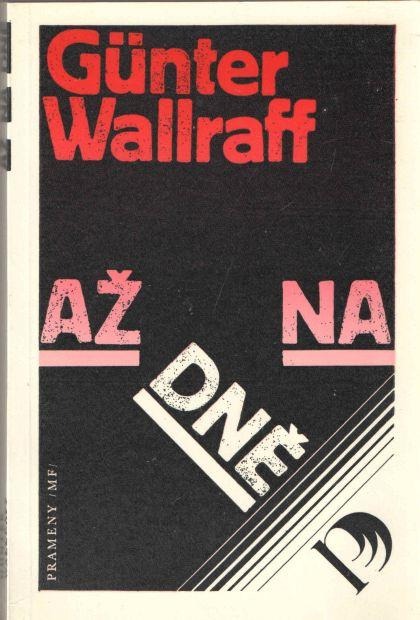 Günter
Wallraff
AŽ NA
DNĚ
PRAMENY /MF/